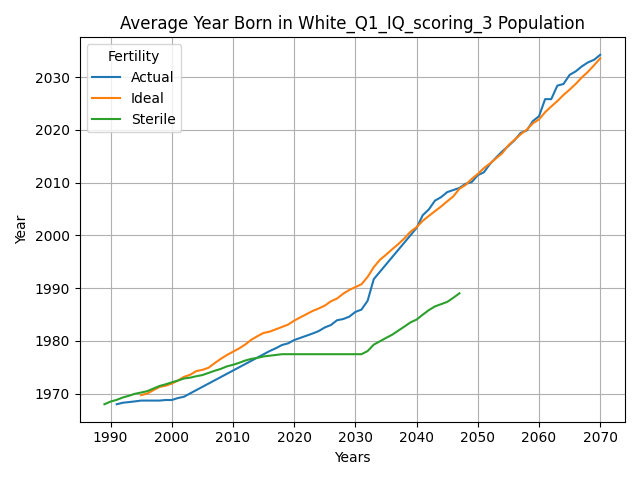 Average Year Born in White_Q1_IQ_scoring_3 Population
Fertility
Actual
Ideal
Sterile
2030
2020
2010
2000
1990
1980
1970
Year
1990 2000 2010 2020 2030 2040 2050 2060 2070
Years